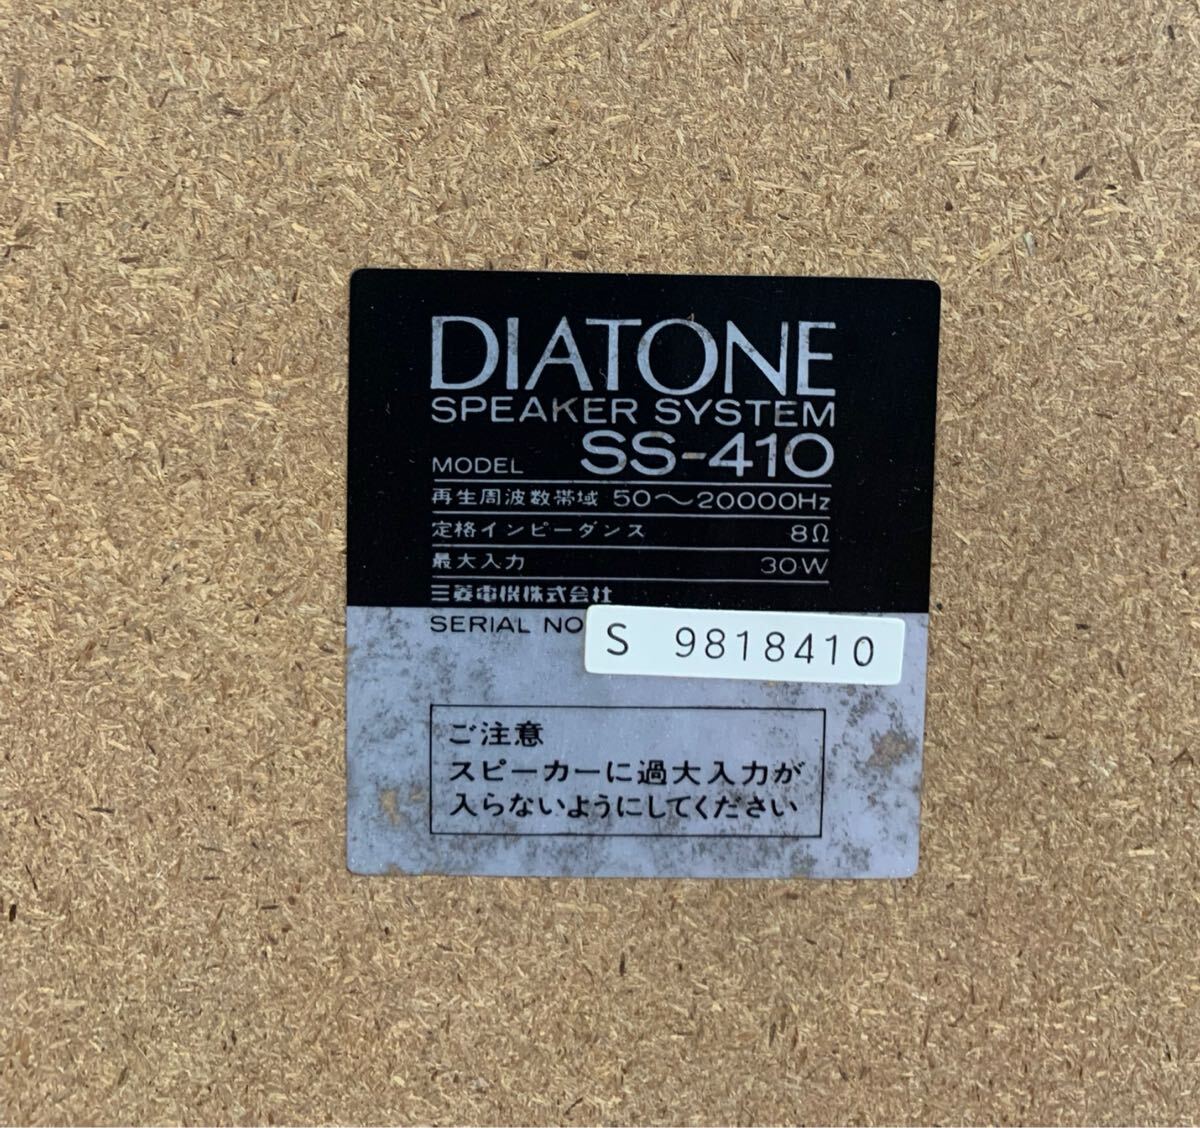 DIATONE
SPEAKER SYSTEM
MODEL SS-410
再生周波数帯域 50〜20000Hz
定格インピーダンス 8Ω
最大入力 30W
三菱電機株式会社
SERIAL NO S 9818410
ご注意
スピーカーに過大入力が
入らないようにしてください